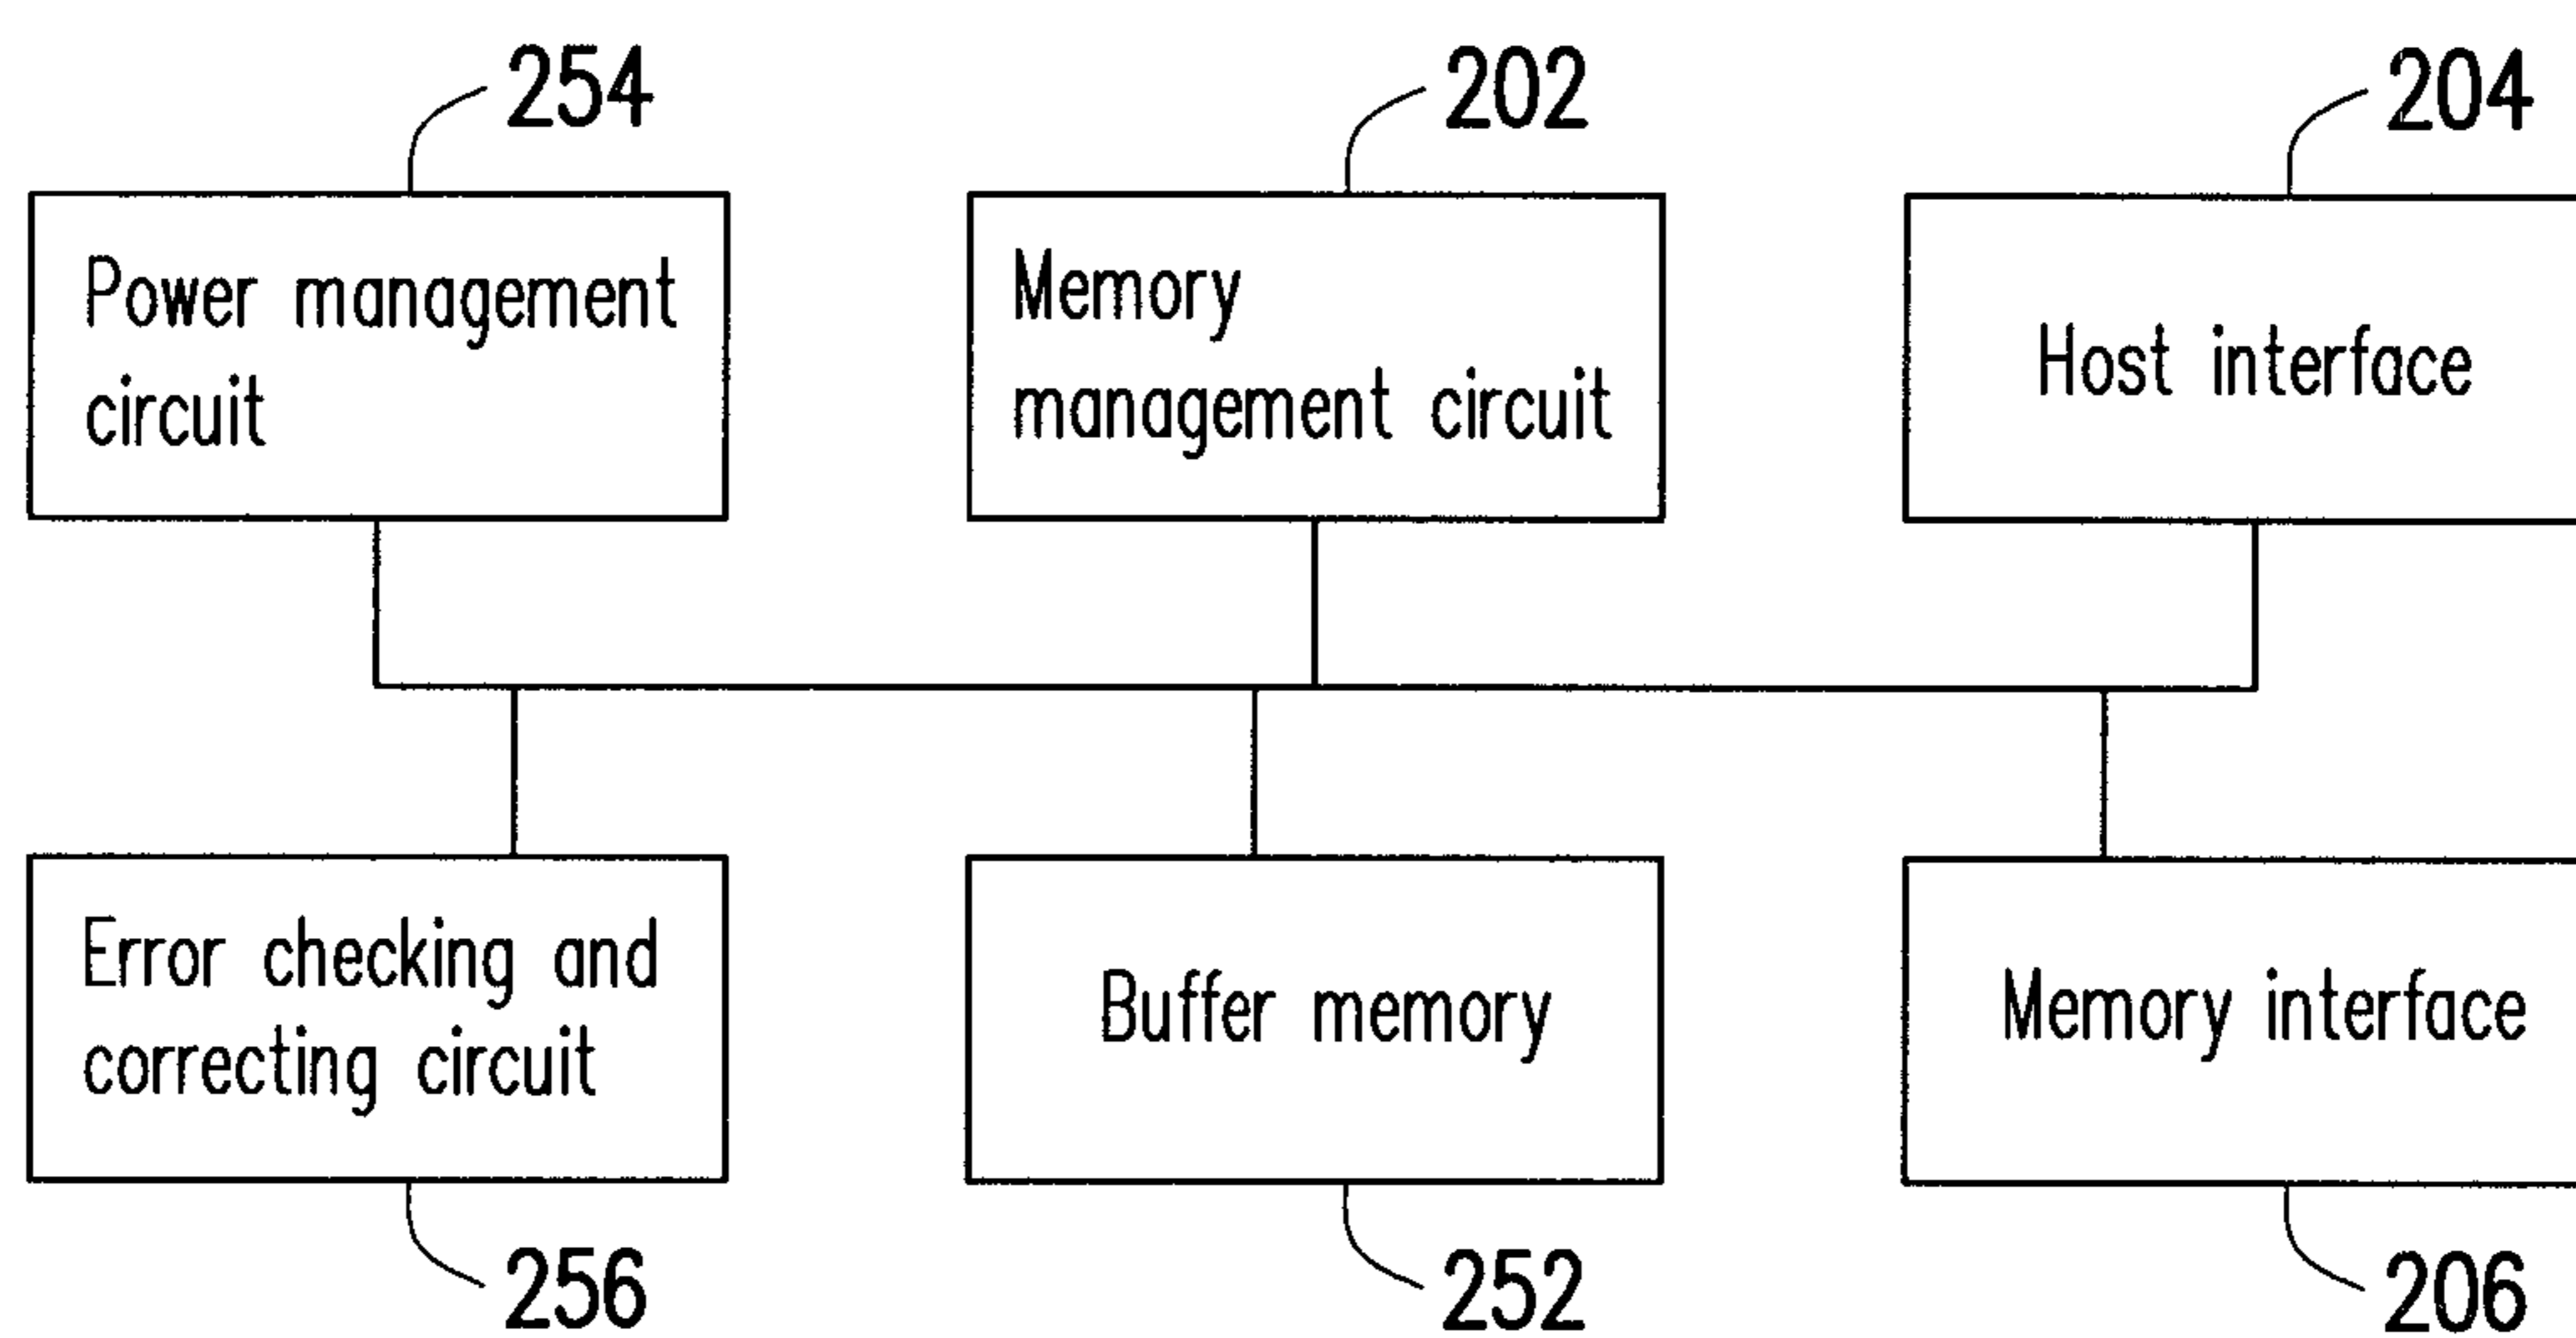 254
202
204
Power management
circuit
Memory
management circuit
Host interface
Error checking and
correcting circuit
Buffer memory
Memory interface
256
252
206